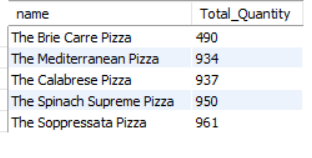 name Total_Quantity
The Brie Carre Pizza 490
The Mediterranean Pizza 934
The Calabrese Pizza 937
The Spinach Supreme Pizza 950
The Soppressata Pizza 961